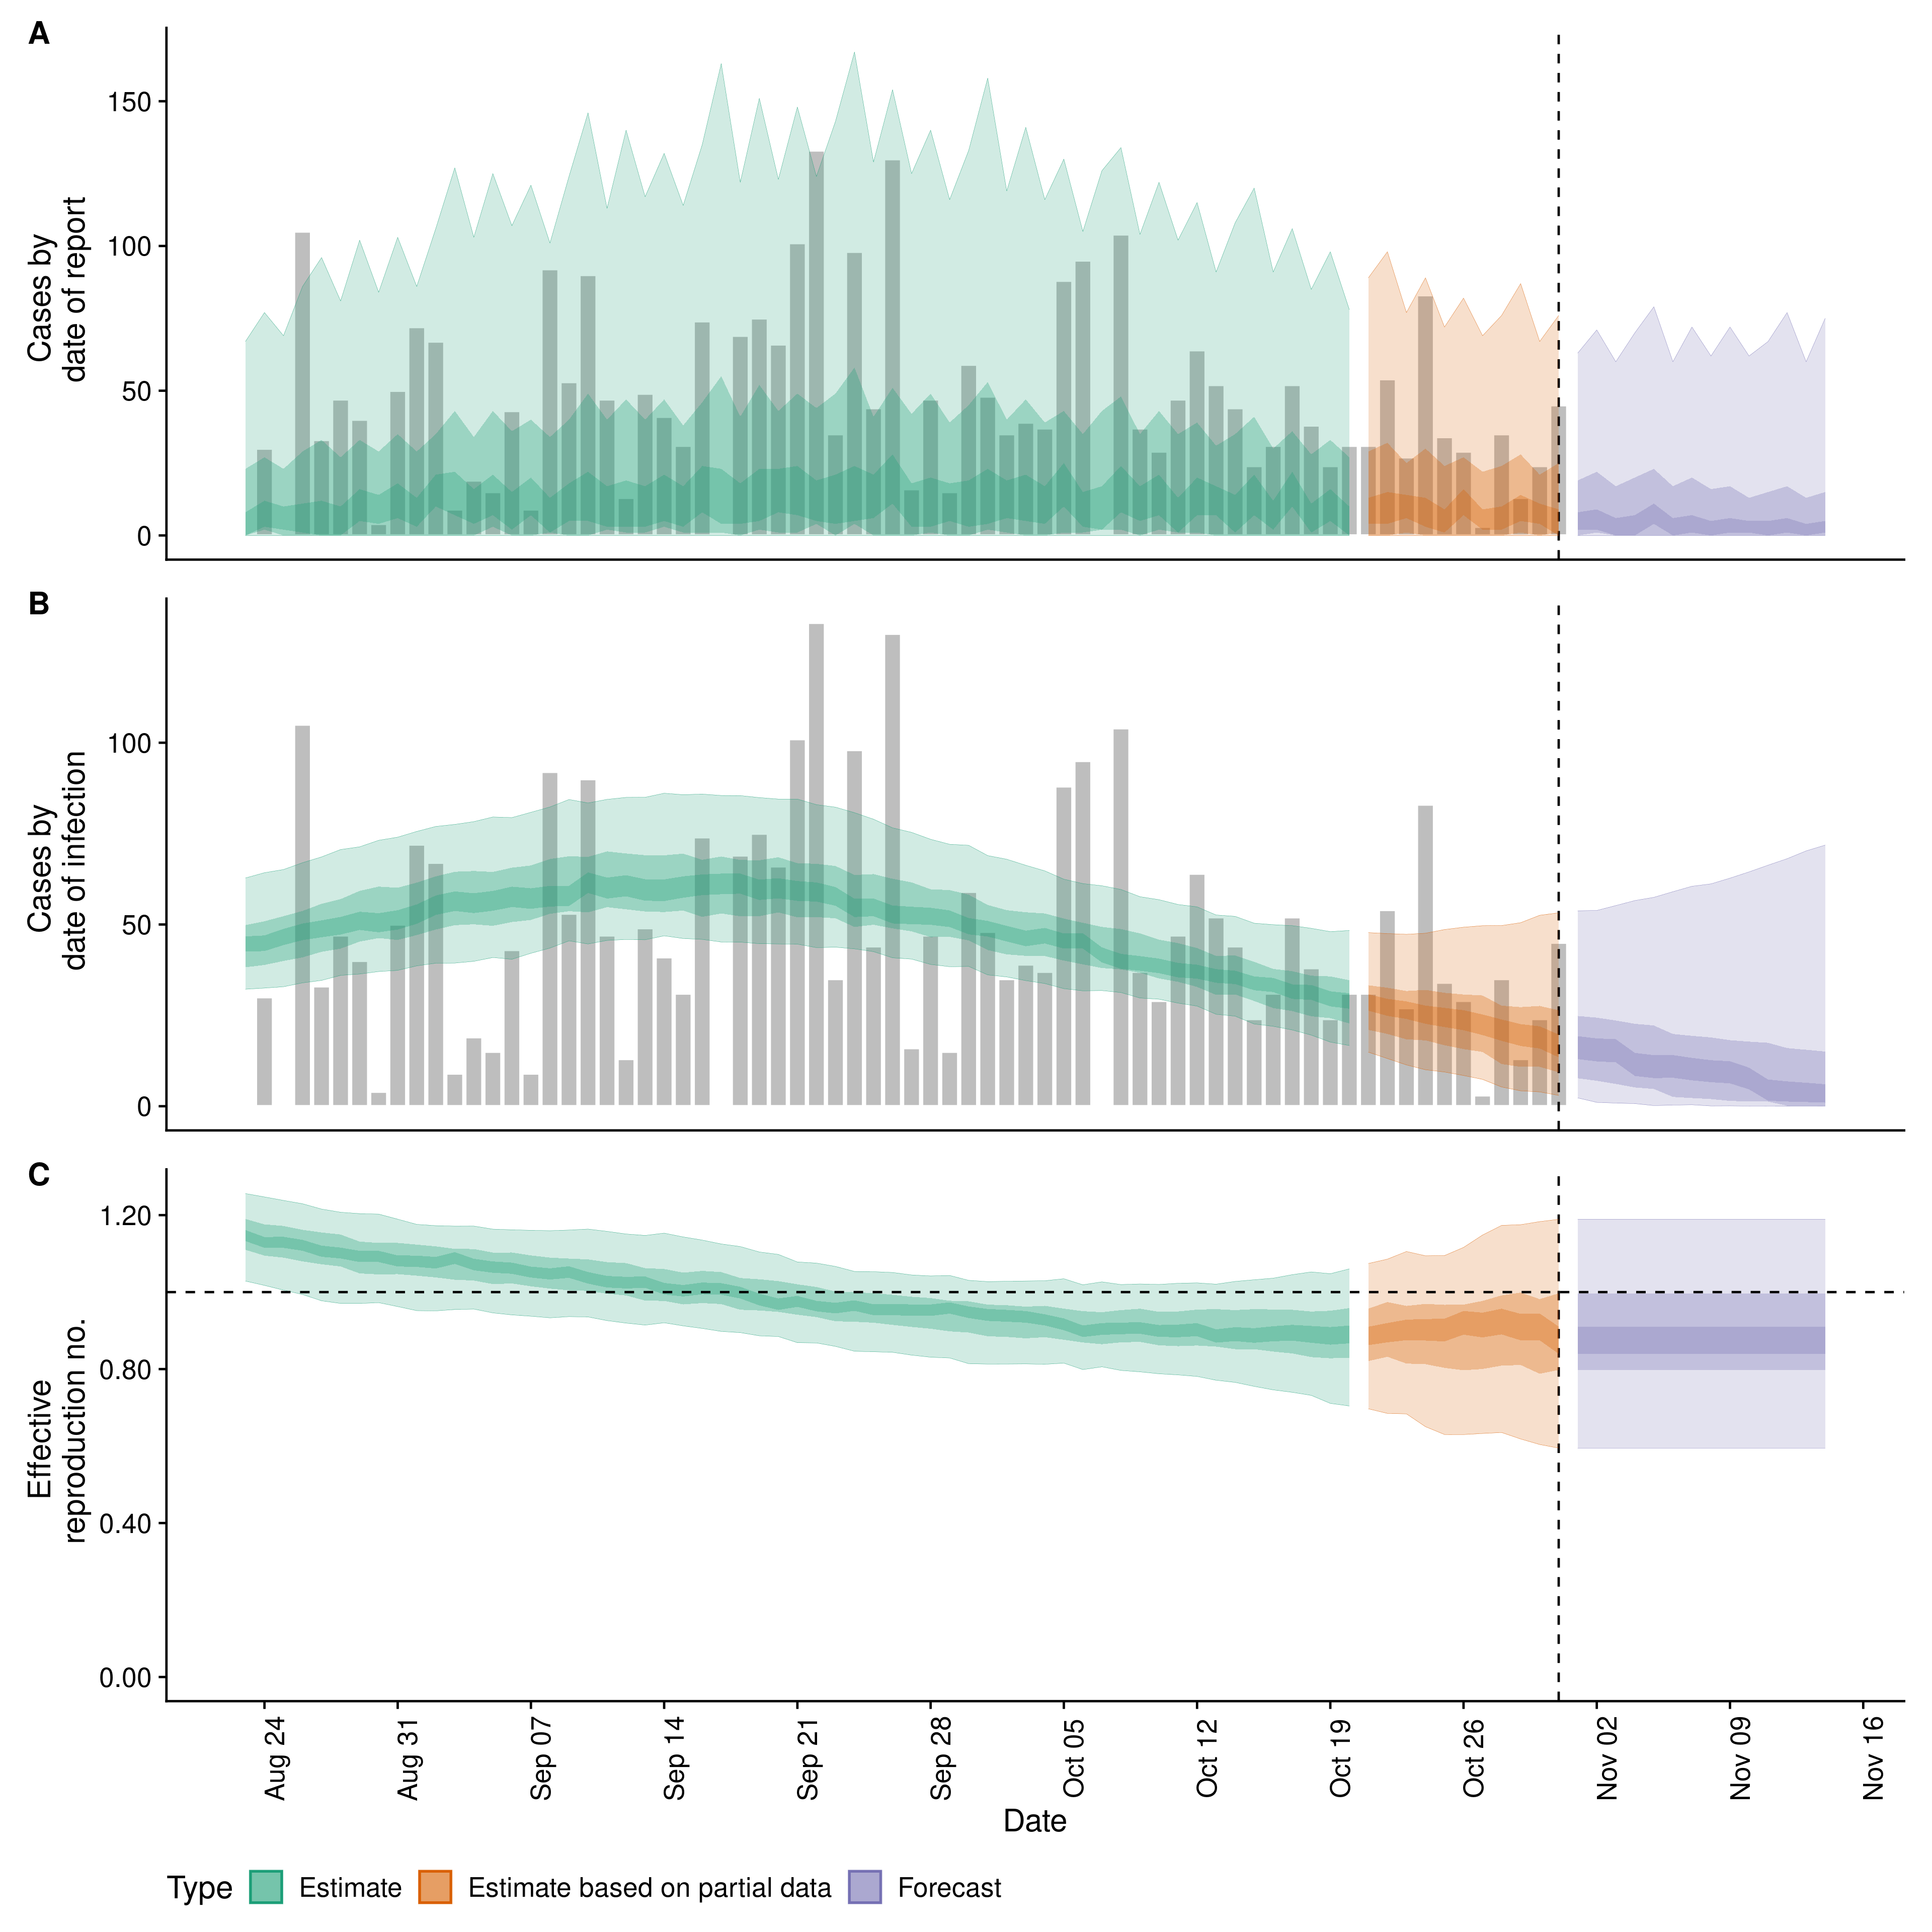 A
150
100
50
0
Cases by
date of report
B
100
50
0
Cases by
date of infection
C
1.20
0.80
0.40
0.00
Effective
reproduction no.
Aug 24
Aug 31
Sep 07
Sep 14
Sep 21
Sep 28
Oct 05
Oct 12
Oct 19
Oct 26
Nov 02
Nov 09
Nov 16
Date
Type
Estimate
Estimate based on partial data
Forecast